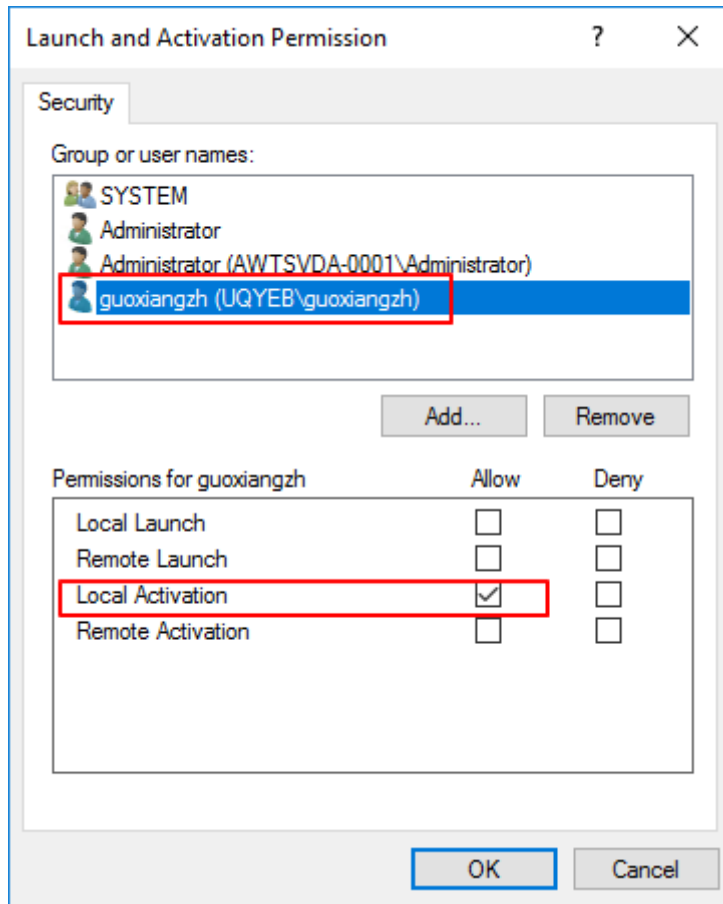 Launch and Activation Permission ? ✕
Security
Group or user names:
SYSTEM
Administrator
Administrator (AWTSVDA-0001\Administrator)
guoxiangzh (UQYEB\guoxiangzh)
Add... Remove
Permissions for guoxiangzh Allow Deny
Local Launch
Remote Launch
Local Activation
Remote Activation
OK Cancel